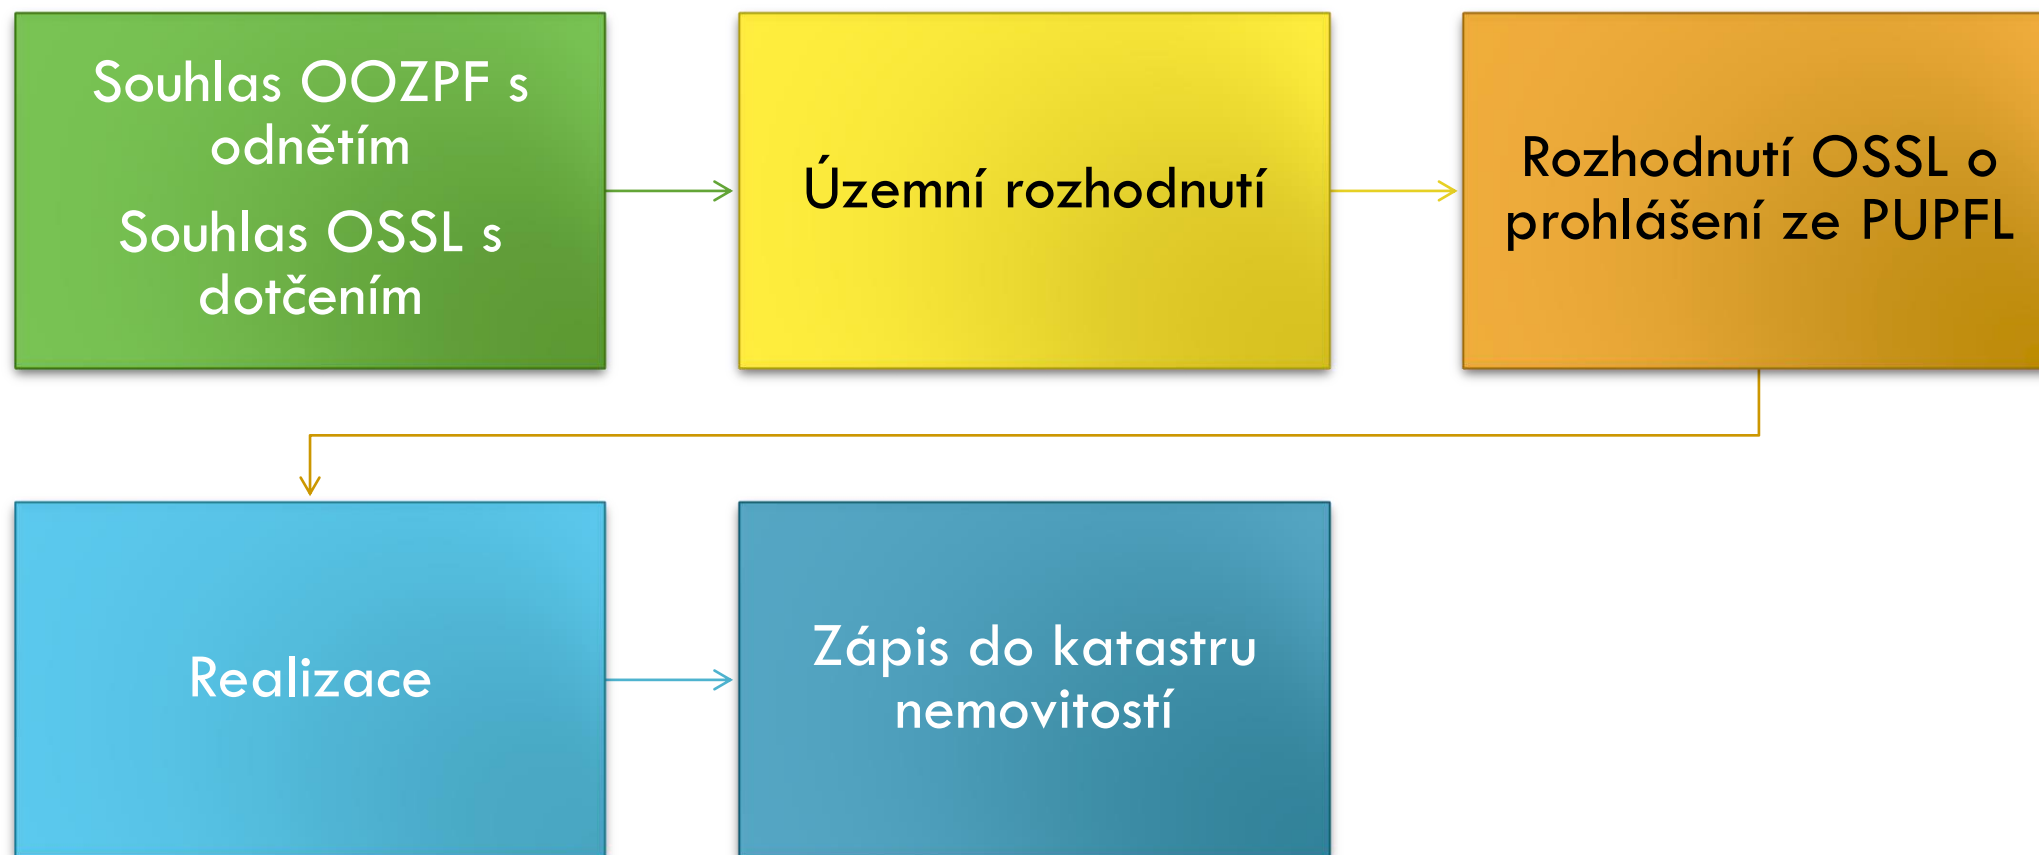 Souhlas OOZPF s
odnětím
Souhlas OSSL s
dotčením
Územní rozhodnutí
Rozhodnutí OSSL o
prohlášení ze PUPFL
Realizace
Zápis do katastru
nemovitostí